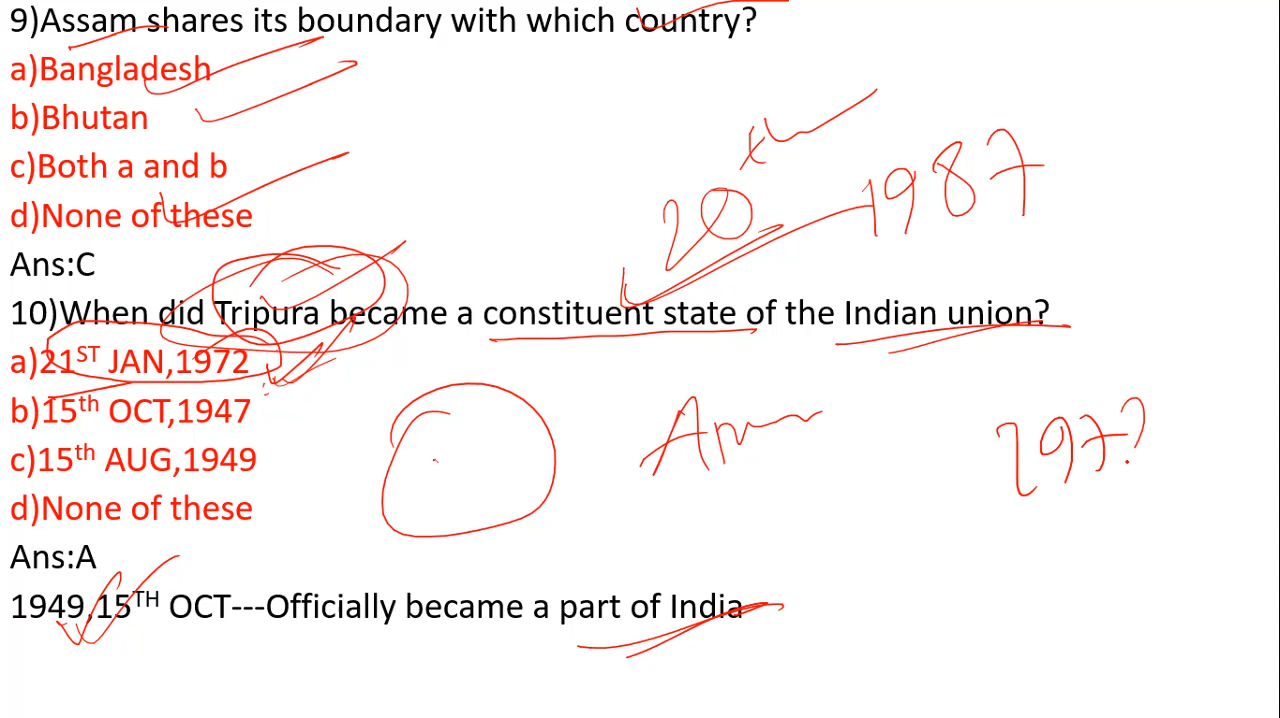 9)Assam shares its boundary with which country?
a)Bangladesh
b)Bhutan
c)Both a and b
d)None of these
Ans:C
20th 1987
10)When did Tripura became a constituent state of the Indian union?
a)21ST JAN,1972
b)15th OCT,1947
c)15th AUG,1949
d)None of these
Ans:A
1949,15TH OCT---Officially became a part of India